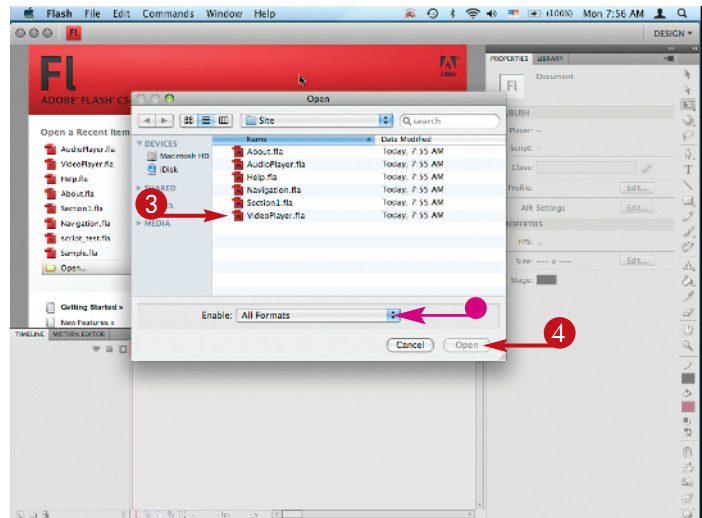 Flash File Edit Commands Window Help (100%) Mon 7:56 AM
DESIGN
Fl
Adobe
ADOBE FLASH CS
Open a Recent Item
AudioPlayer.fla
VideoPlayer.fla
Help.fla
About.fla
Section1.fla
Navigation.fla
script_test.fla
Sample.fla
Open...
Getting Started »
New Features »
Open
Site
search
DEVICES
Macintosh HD
iDisk
SHARED
MEDIA
Name Date Modified
About.fla Today, 7:55 AM
AudioPlayer.fla Today, 7:55 AM
Help.fla Today, 7:55 AM
Navigation.fla Today, 7:55 AM
Section1.fla Today, 7:55 AM
VideoPlayer.fla Today, 7:55 AM
3
Enable: All Formats
Cancel Open
4
PROPERTIES LIBRARY
Fl Document
UBLISH
Player: -
Script: -
Class:
Profile: Edit...
AIR Settings Edit...
ROPERTIES
FPS:
Size: --- x --- Edit...
Stage:
TIMELINE MOTION EDITOR